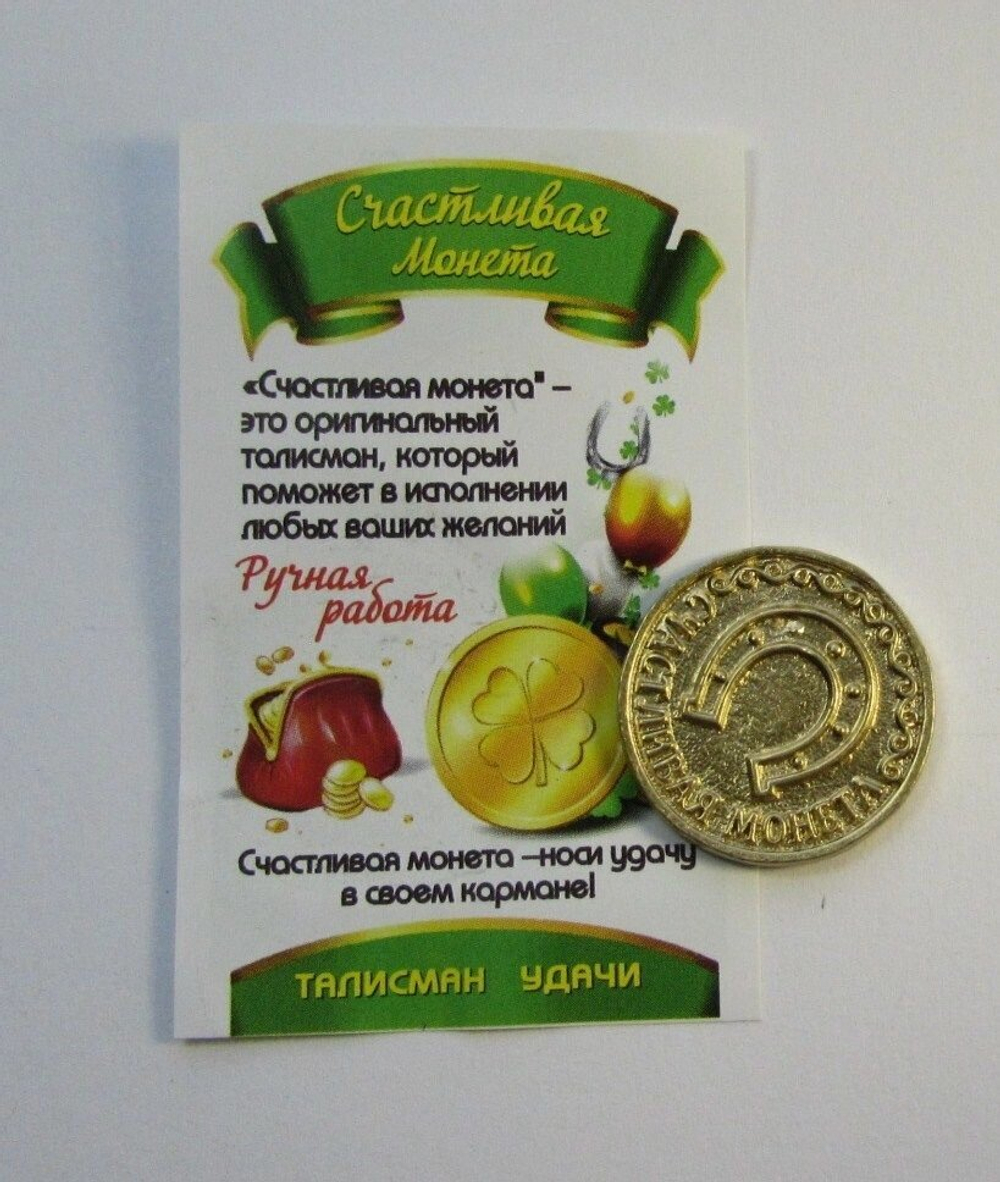 Счастливая
Монета
«Счастливая монета" –
это оригинальный
талисман, который
поможет в исполнении
любых ваших желаний
Ручная
работа
Счастливая монета –носи удачу
в своем кармане!
ТАЛИСМАН УДАЧИ
СЧАСТЛИВАЯ МОНЕТА